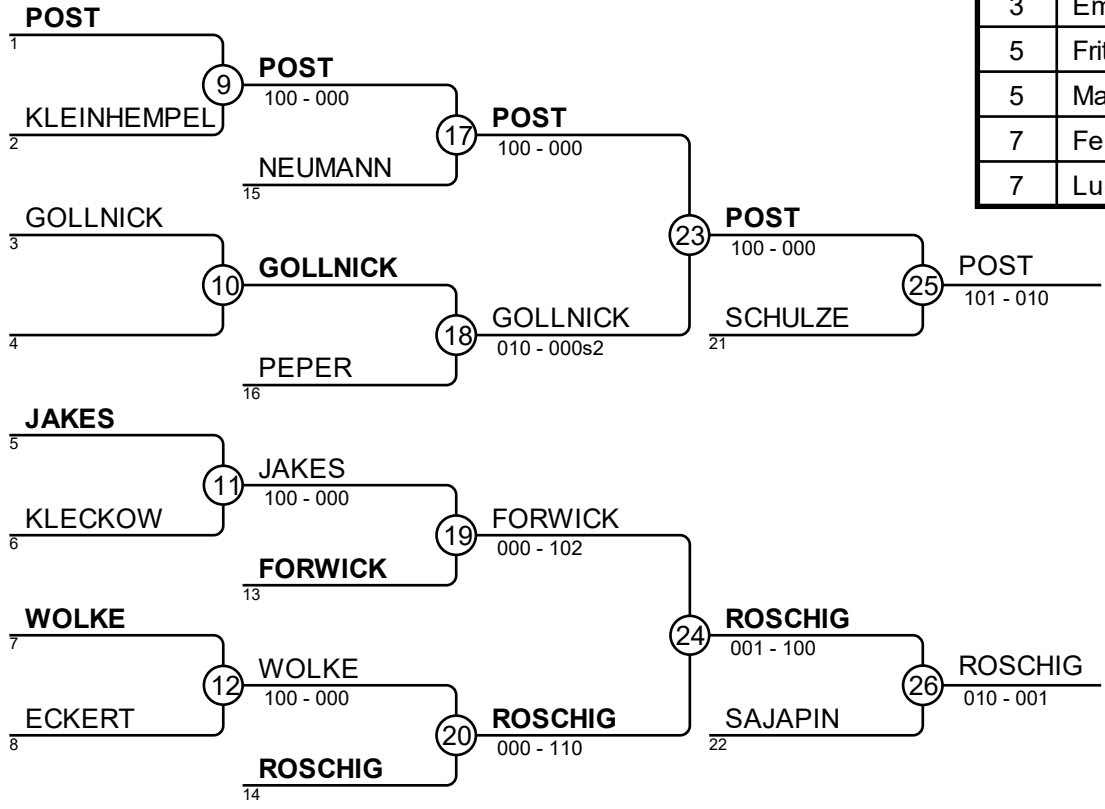 POST
1
9
POST
100 - 000
KLEINHEMPEL
2
17
POST
100 - 000
NEUMANN
15
GOLLNICK
3
10
GOLLNICK
4
18
GOLLNICK
010 - 000s2
PEPER
16
23
POST
100 - 000
25
POST
101 - 010
SCHULZE
21
JAKES
5
11
JAKES
100 - 000
KLECKOW
6
19
FORWICK
000 - 102
FORWICK
13
WOLKE
7
12
WOLKE
100 - 000
ECKERT
8
20
ROSCHIG
000 - 110
ROSCHIG
14
24
ROSCHIG
001 - 100
26
ROSCHIG
010 - 001
SAJAPIN
22
3
5
5
7
7